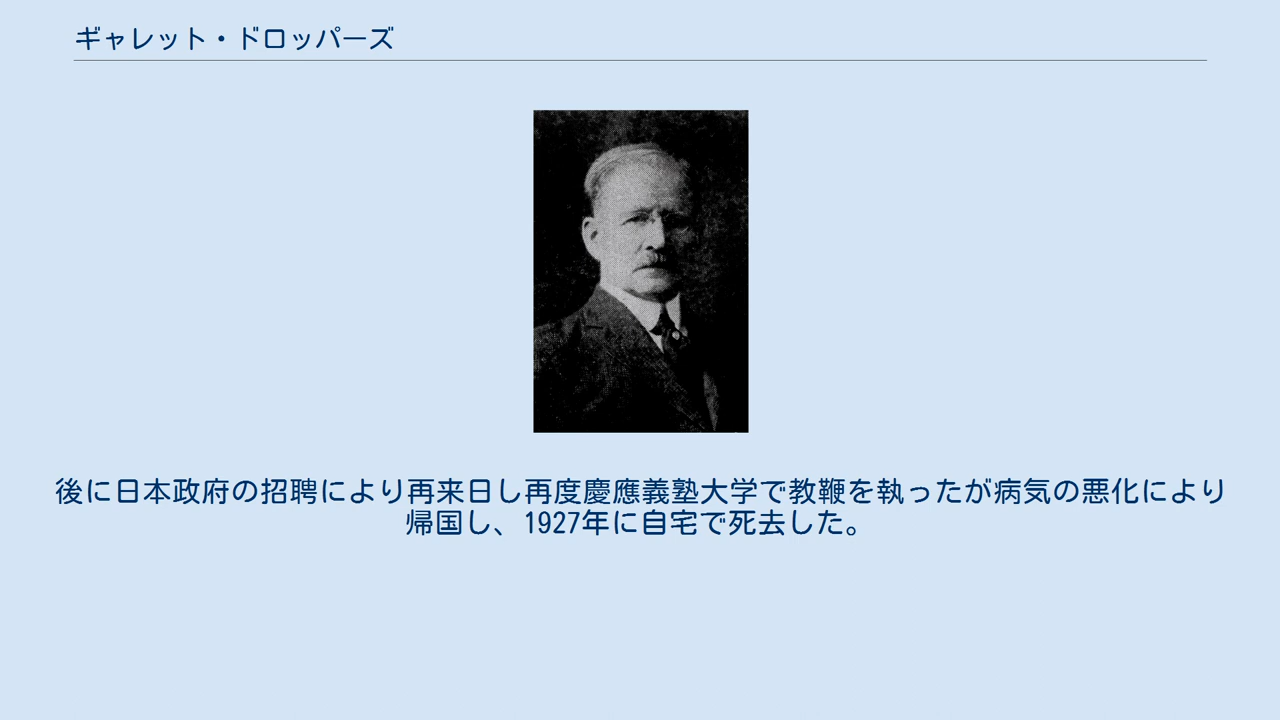 ギャレット・ドロッパーズ
後に日本政府の招聘により再来日し再度慶應義塾大学で教鞭を執ったが病気の悪化により
帰国し、1927年に自宅で死去した。